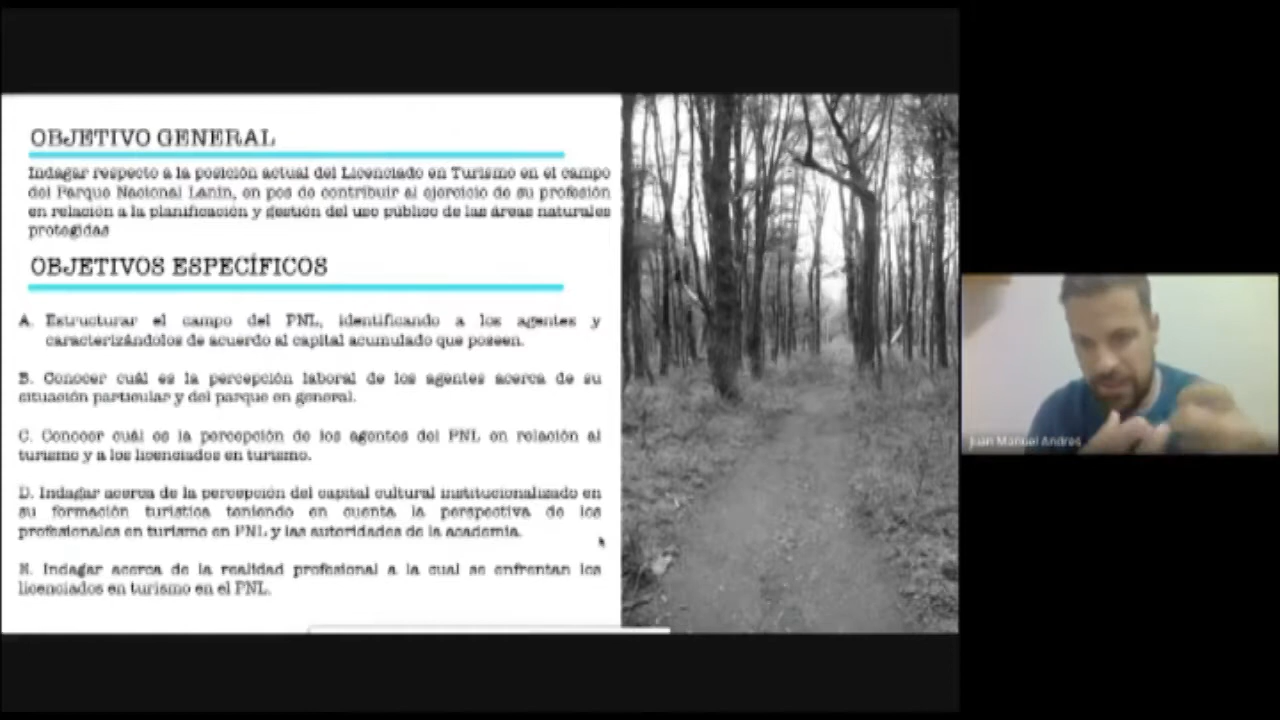 OBJETIVO GENERAL
Indagar respecto a la posición actual del Licenciado en Turismo en el campo
del Parque Nacional Lanín, en pos de contribuir al ejercicio de su profesión
en relación a la planificación y gestión del uso público de las áreas naturales
protegidas
OBJETIVOS ESPECÍFICOS
A. Estructurar el campo del PNL, identificando a los agentes y
caracterizándolos de acuerdo al capital acumulado que poseen.
B. Conocer cuál es la percepción laboral de los agentes acerca de su
situación particular y del parque en general.
C. Conocer cuál es la percepción de los agentes del PNL en relación al
turismo y a los licenciados en turismo.
D. Indagar acerca de la percepción del capital cultural institucionalizado en
su formación turística teniendo en cuenta la perspectiva de los
profesionales en turismo en PNL y las autoridades de la academia.
E. Indagar acerca de la realidad profesional a la cual se enfrentan los
licenciados en turismo en el PNL.
Juan Manuel Andres